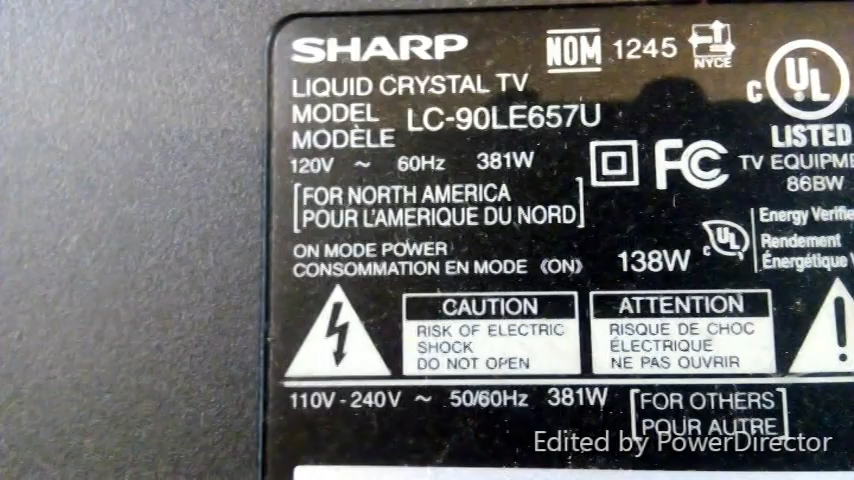 SHARP
NOM 1245 NYCE
LIQUID CRYSTAL TV
MODEL
MODÈLE LC-90LE657U
C UL
LISTED
TV EQUIPME
86BW
120V ~ 60Hz 381W
FC
[FOR NORTH AMERICA
POUR L'AMERIQUE DU NORD]
ON MODE POWER
CONSOMMATION EN MODE (ON) 138W
c UL
Energy Verifie
Rendement
Énergétique V
CAUTION
RISK OF ELECTRIC
SHOCK
DO NOT OPEN
ATTENTION
RISQUE DE CHOC
ÉLECTRIQUE
NE PAS OUVRIR
!
110V - 240V ~ 50/60Hz 381W
[FOR OTHERS
POUR AUTRE]
Edited by PowerDirector